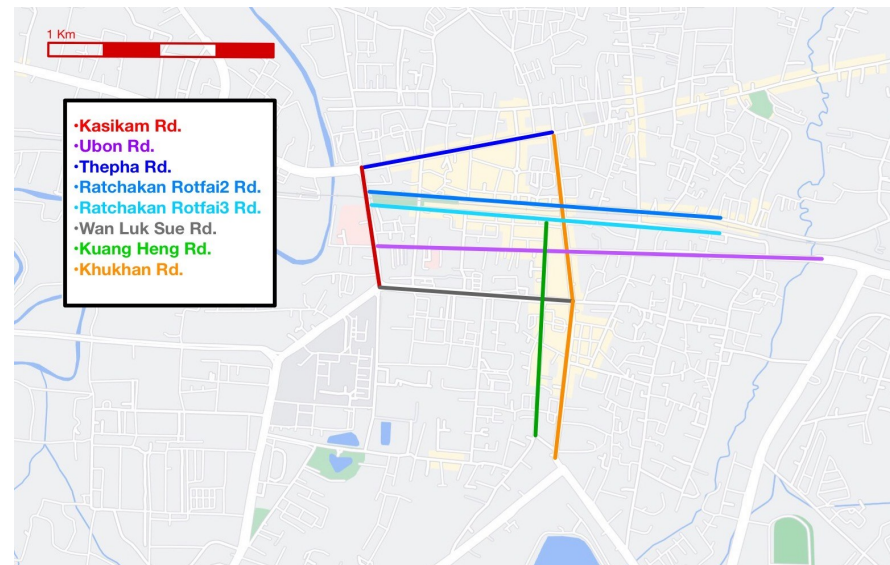 1 Km
•Kasikam Rd.
•Ubon Rd.
•Thepha Rd.
•Ratchakan Rotfai2 Rd.
•Ratchakan Rotfai3 Rd.
•Wan Luk Sue Rd.
•Kuang Heng Rd.
•Khukhan Rd.